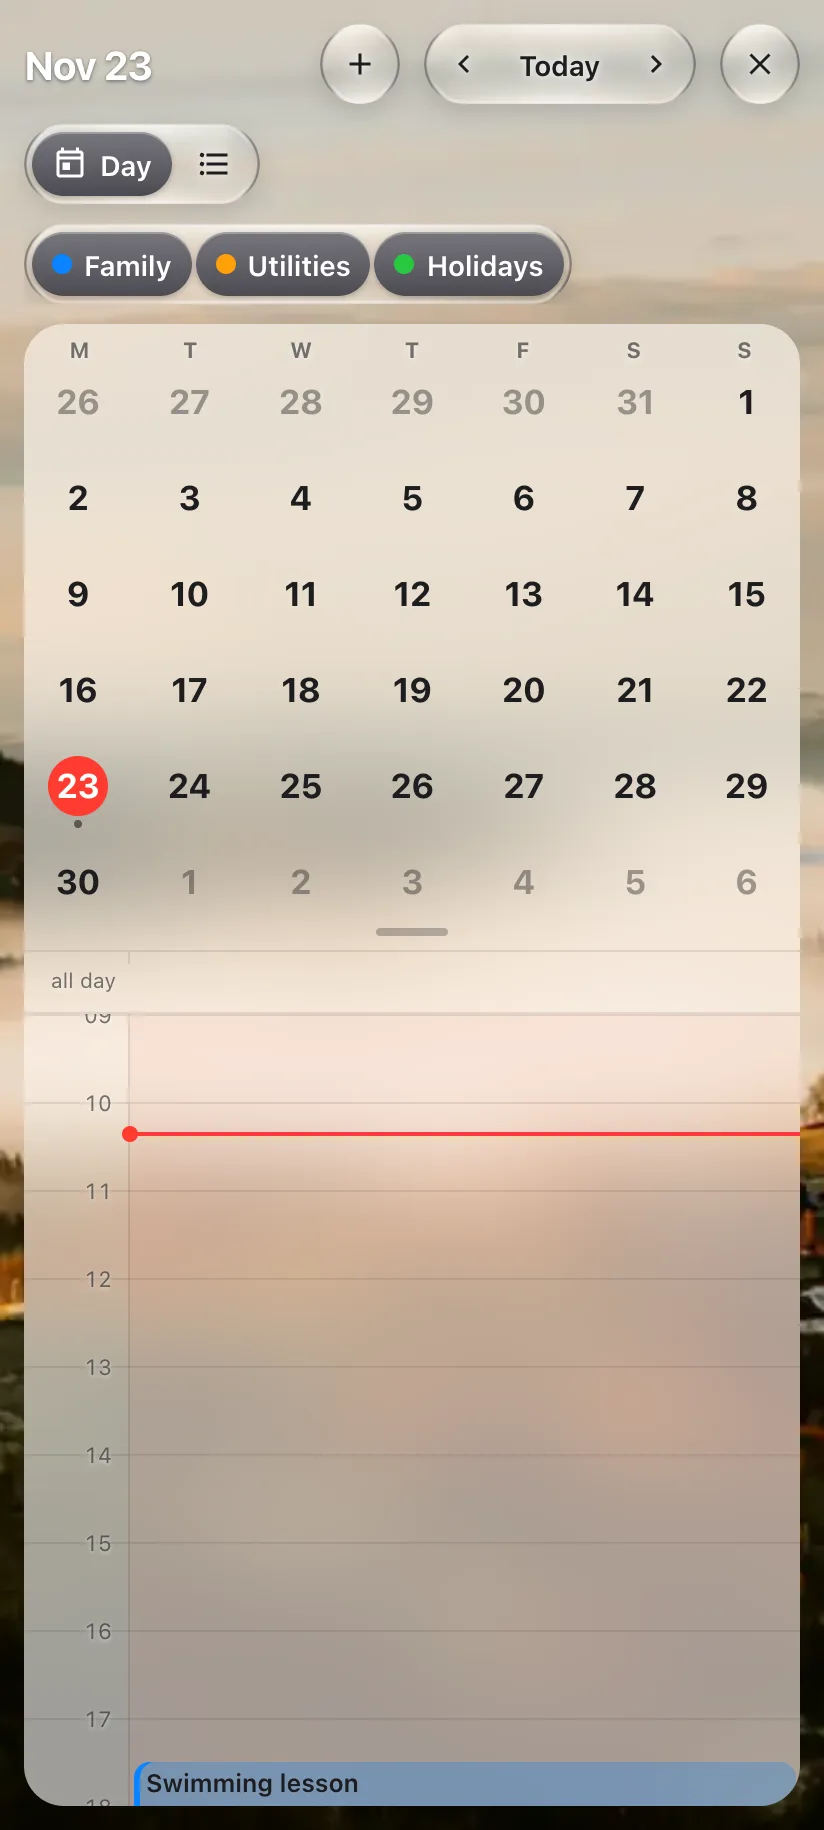 Nov 23
Today
Day
Family Utilities Holidays
M T W T F S S
26 27 28 29 30 31 1
2 3 4 5 6 7 8
9 10 11 12 13 14 15
16 17 18 19 20 21 22
23 24 25 26 27 28 29
30 1 2 3 4 5 6
all day
09
10
11
12
13
14
15
16
17
Swimming lesson
18